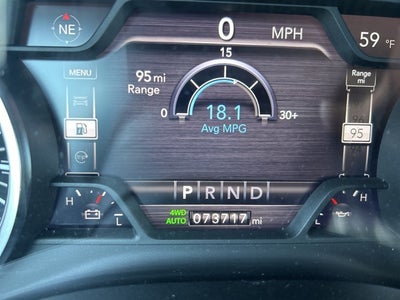 NE
0 MPH
59 °F
MENU
15
95 mi
Range
Range
mi
18.1
Avg MPG
0
30+
96
95
P R N D
H
L
4WD
AUTO
073717 mi
H
L